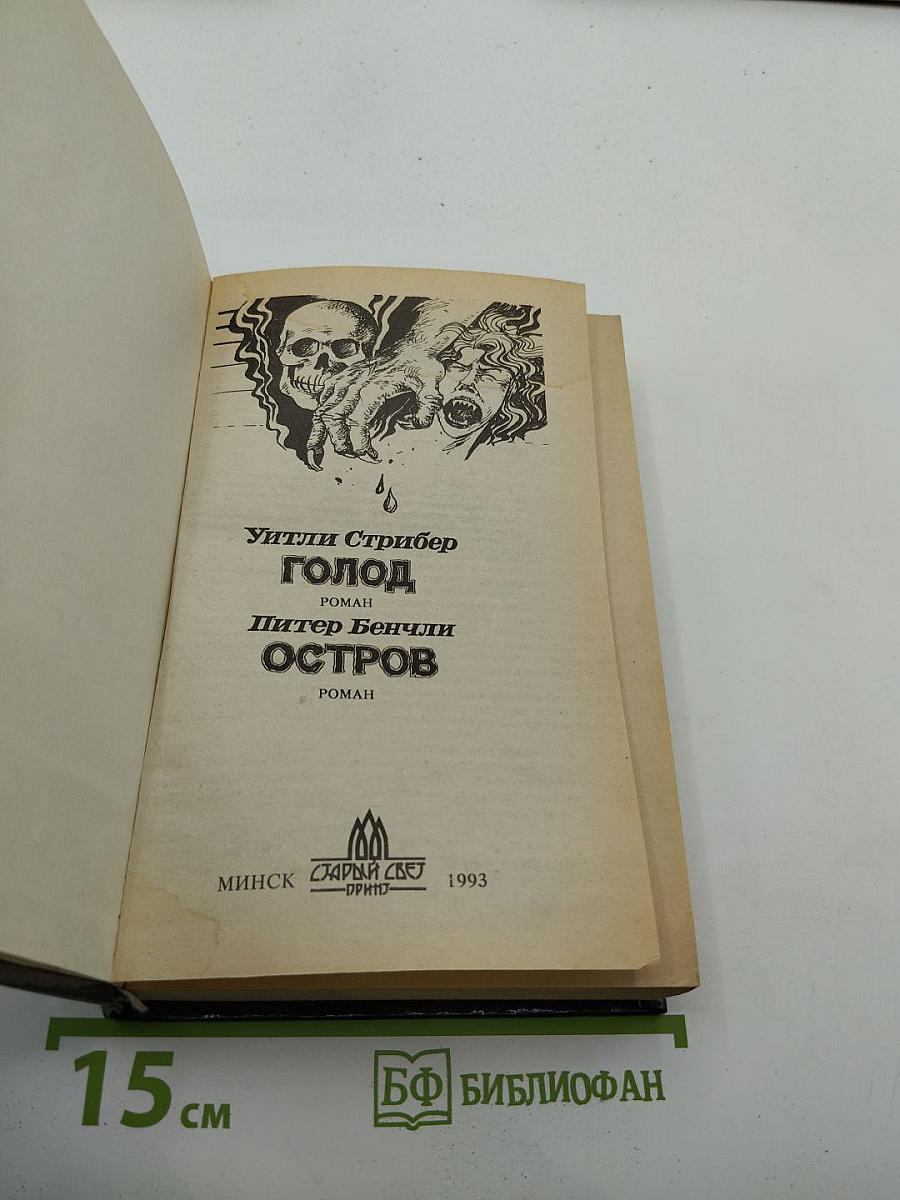 Уитли Стрибер
ГОЛОД
РОМАН
Питер Бенчли
ОСТРОВ
РОМАН
МИНСК СТАРЫЙ СВЕТ 1993
ПРИНТ
15 см
БФ БИБЛИОФАН